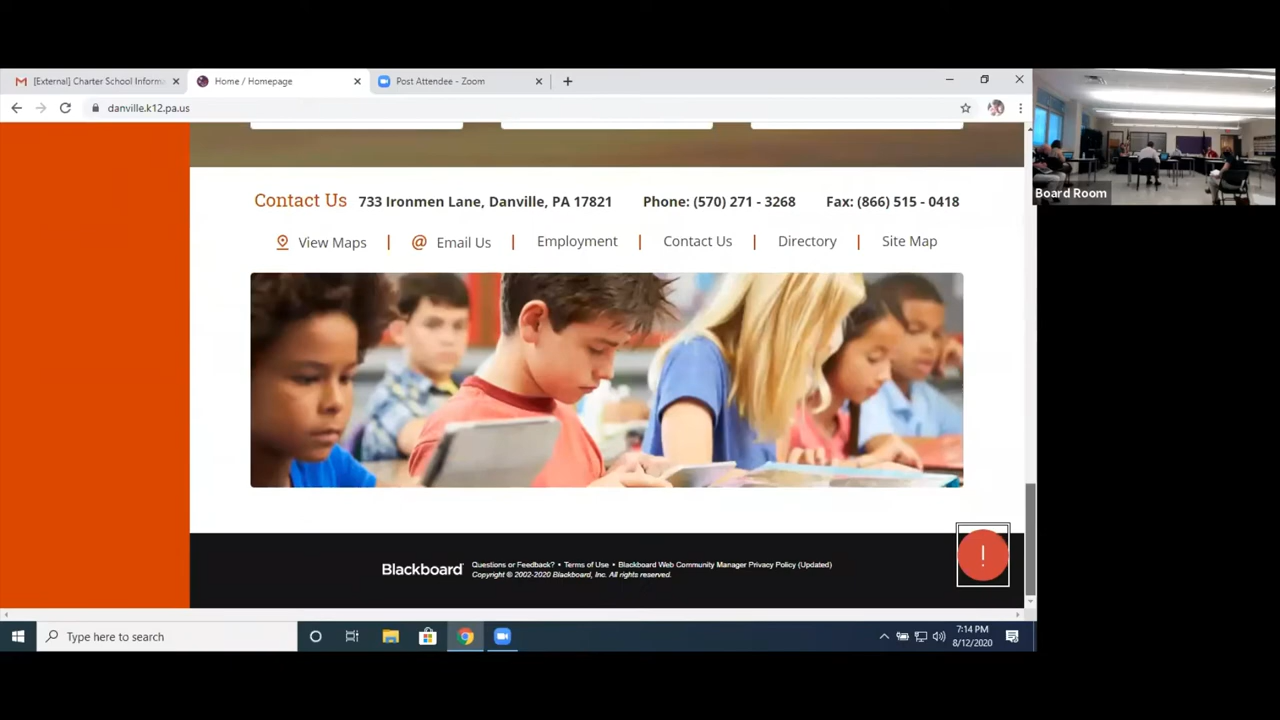 [External] Charter School Inform
Home / Homepage
Post Attendee - Zoom
danville.k12.pa.us
Board Room
Contact Us 733 Ironmen Lane, Danville, PA 17821 Phone: (570) 271 - 3268 Fax: (866) 515 - 0418
View Maps | @ Email Us | Employment | Contact Us | Directory | Site Map
!
Blackboard
Questions or Feedback? • Terms of Use • Blackboard Web Community Manager Privacy Policy (Updated)
Copyright © 2002-2020 Blackboard, Inc. All rights reserved.
Type here to search
7:14 PM
8/12/2020